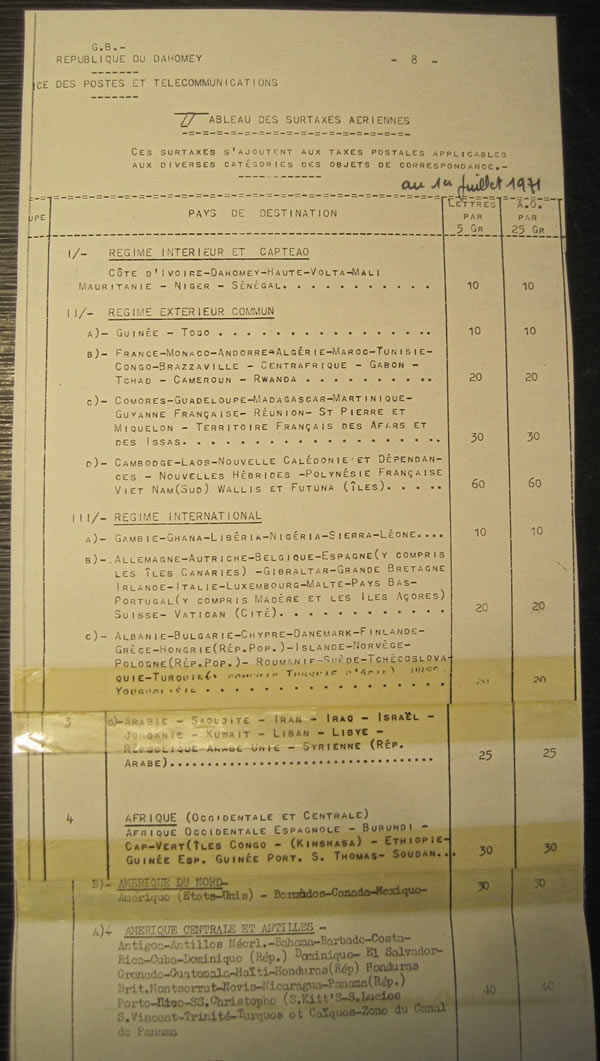 G.B.-
REPUBLIQUE DU DAHOMEY - 8 -
ICE DES POSTES ET TELECOMMUNICATIONS
TABLEAU DES SURTAXES AERIENNES
CES SURTAXES S'AJOUTENT AUX TAXES POSTALES APPLICABLES
AUX DIVERSES CATÉGORIES DES OBJETS DE CORRESPONDANCE.-
au 1er juillet 1971
UPE PAYS DE DESTINATION LETTRES PAR 5 GR A.O. PAR 25 GR
I/- REGIME INTERIEUR ET CAPTEAO
CÔTE D'IVOIRE-DAHOMEY-HAUTE-VOLTA-MALI
MAURITANIE - NIGER - SÉNÉGAL. . . . . . . . . . . 10 10
II/- REGIME EXTERIEUR COMMUN
A)- GUINÉE - TOGO . . . . . . . . . . . . . . . 10 10
B)- FRANCE-MONACO-ANDORRE-ALGÉRIE-MAROC-TUNISIE-
CONGO-BRAZZAVILLE - CENTRAFRIQUE - GABON -
TCHAD - CAMEROUN - RWANDA . . . . . . . . . . 20 20
C)- COMORES-GUADELOUPE-MADAGASCAR-MARTINIQUE-
GUYANNE FRANÇAISE- RÉUNION- ST PIERRE ET
MIQUELON - TERRITOIRE FRANÇAIS DES AFARS ET
DES ISSAS. . . . . . . . . . . . . . . . . . 30 30
D)- CAMBODGE-LAOS-NOUVELLE CALÉDONIE ET DÉPENDAN-
CES - NOUVELLES HÉBRIDES -POLYNÉSIE FRANÇAISE
VIET NAM(SUD) WALLIS ET FUTUNA (ÎLES). . . . . 60 60
III/- REGIME INTERNATIONAL
A)- GAMBIE-GHANA-LIBÉRIA-NIGÉRIA-SIERRA-LÉONE.... 10 10
B)- ALLEMAGNE-AUTRICHE-BELGIQUE-ESPAGNE(Y COMPRIS
LES ÎLES CANARIES) -GIBRALTAR-GRANDE BRETAGNE
IRLANDE-ITALIE-LUXEMBOURG-MALTE-PAYS BAS-
PORTUGAL(Y COMPRIS MADÈRE ET LES ILES AÇORES)
SUISSE- VATICAN (CITÉ). . . . . . . . . . . . 20 20
C)- ALBANIE-BULGARIE-CHYPRE-DANEMARK-FINLANDE-
GRÈCE-HONGRIE(RÉP.POP.)-ISLANDE-NORVÈGE-
POLOGNE(RÉP.POP.)- ROUMANIE-SUÈDE-TCHÉCOSLOVA-
QUIE-TURQUIE(Y COMPRIS TURQUIE D'ASIE)
20 20
3 D)-ARABIE - SAOUDITE - IRAN - IRAQ - ISRAËL -
JORDANIE - KUWAIT - LIBAN - LIBYE -
RÉPUBLIQUE ARABE UNIE - SYRIENNE (RÉP.
ARABE)................................... 25 25
4 AFRIQUE (OCCIDENTALE ET CENTRALE)
AFRIQUE OCCIDENTALE ESPAGNOLE - BURUNDI -
CAP-VERT(ÎLES CONGO - (KINSHASA) - ETHIOPIE-
GUINÉE ESP. GUINÉE PORT. S. THOMAS- SOUDAN... 30 30
B)- AMERIQUE DU NORD-
Amérique (Etats-Unis) - Bermudes-Canada-Mexique- 30 30
A)- AMERIQUE CENTRALE ET ANTILLES -
Antigoa-Antilles Néerl.-Bahama-Barbade-Costa-
Rica-Cuba-Dominique (Rép.) Dominique- El Salvador-
Grenade-Guatemala-Haïti-Honduras(Rép) Honduras
Brit.Montserrat-Nevis-Nicaragua-Panama(Rép.)
Porto-Rico-SS.Christophe (S.Kitt'S-S.Lucies 40 40
S.Vincent-Trinité-Turques et Caïques-Zone du Canal
de Panama